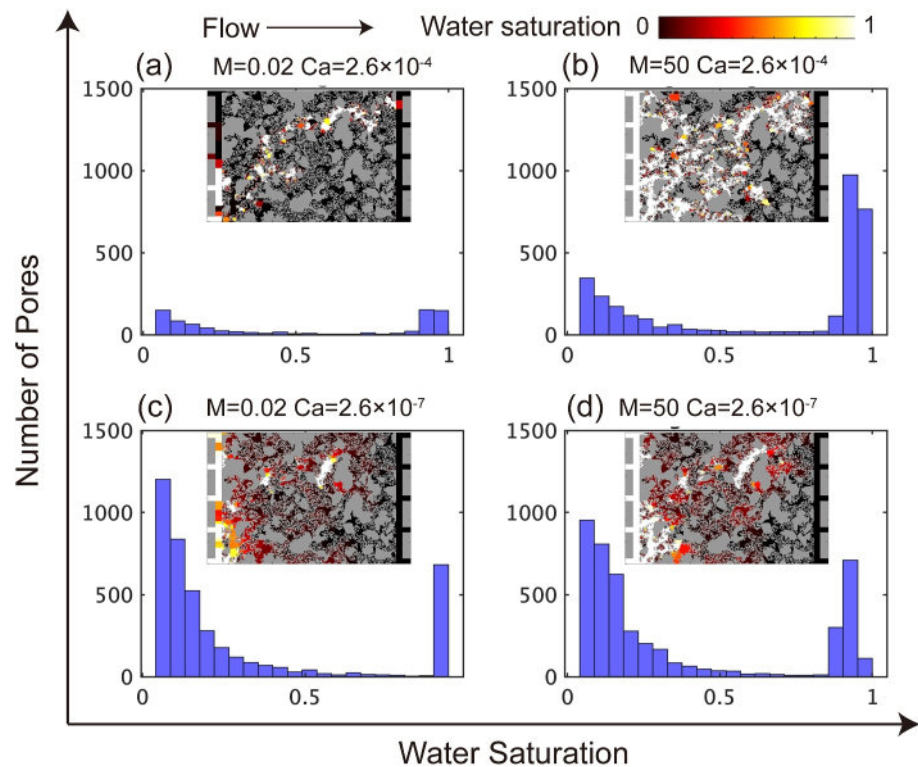 Flow
Water saturation 0 1
(a) M=0.02 Ca=2.6×10⁻⁴
(b) M=50 Ca=2.6×10⁻⁴
1500
1000
500
0
0 0.5 1
1500
1000
500
0
0 0.5 1
(c) M=0.02 Ca=2.6×10⁻⁷
(d) M=50 Ca=2.6×10⁻⁷
1500
1000
500
0
0 0.5
1500
1000
500
0
0 0.5 1
Number of Pores
Water Saturation